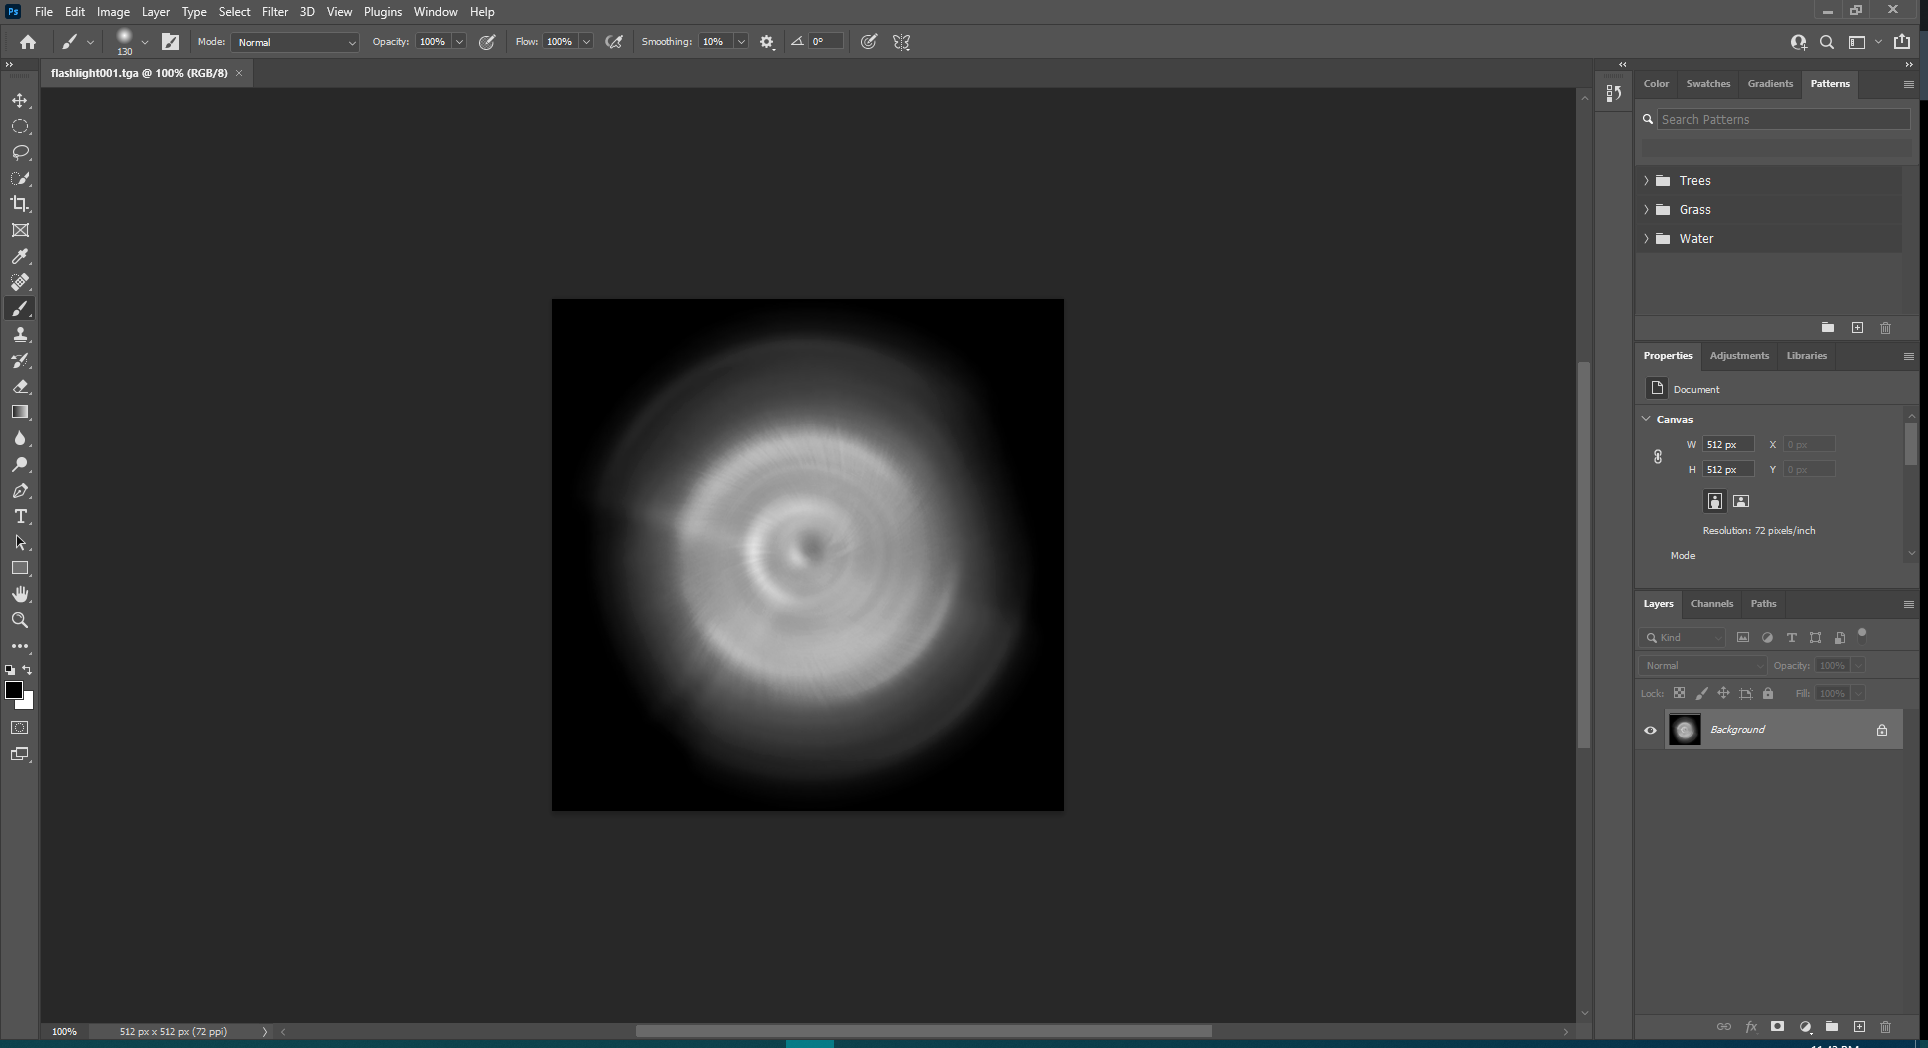 Ps File Edit Image Layer Type Select Filter 3D View Plugins Window Help
130 Mode: Normal Opacity: 100% Flow: 100% Smoothing: 10% 0°
flashlight001.tga @ 100% (RGB/8) ×
Color Swatches Gradients Patterns
Search Patterns
Trees
Grass
Water
Properties Adjustments Libraries
Document
Canvas
W 512 px X 0 px
H 512 px Y 0 px
Resolution: 72 pixels/inch
Mode
Layers Channels Paths
Kind
Normal Opacity: 100%
Lock: Fill: 100%
Background
fx
100% 512 px x 512 px (72 ppi)